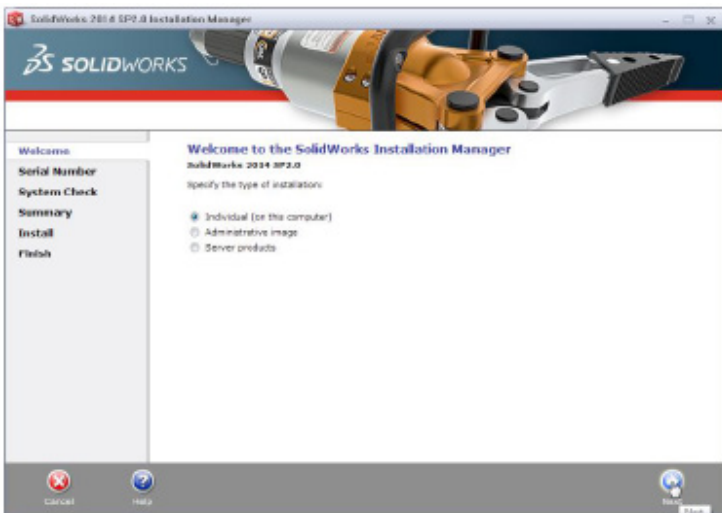 SolidWorks 2014 SP2.0 Installation Manager
SOLIDWORKS
Welcome
Serial Number
System Check
Summary
Install
Finish
Welcome to the SolidWorks Installation Manager
SolidWorks 2014 SP2.0
Specify the type of installation:
Individual (on this computer)
Administrative image
Server products
Cancel
Help
Next
Next